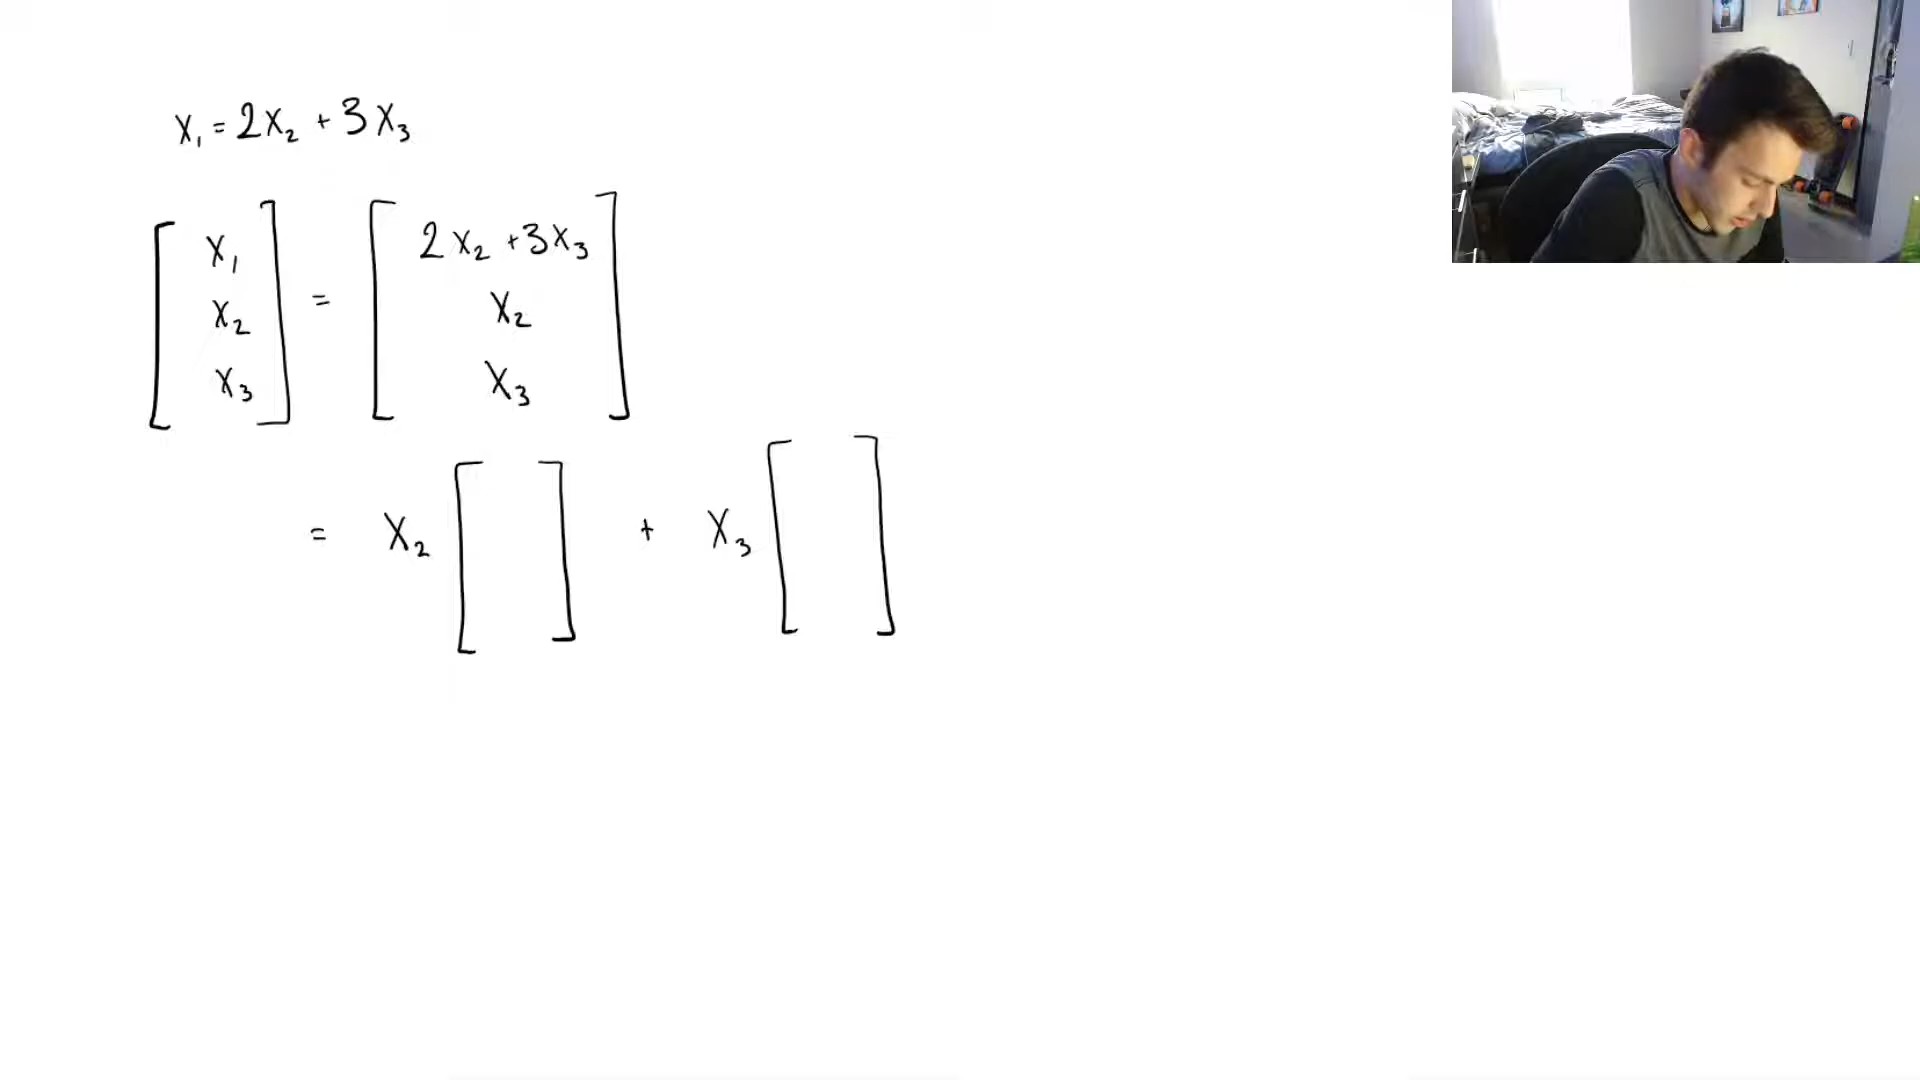 x₁ = 2x₂ + 3x₃
[x₁ x₂ x₃] = [2x₂ + 3x₃ x₂ x₃]
= x₂ [ ] + x₃ [ ]